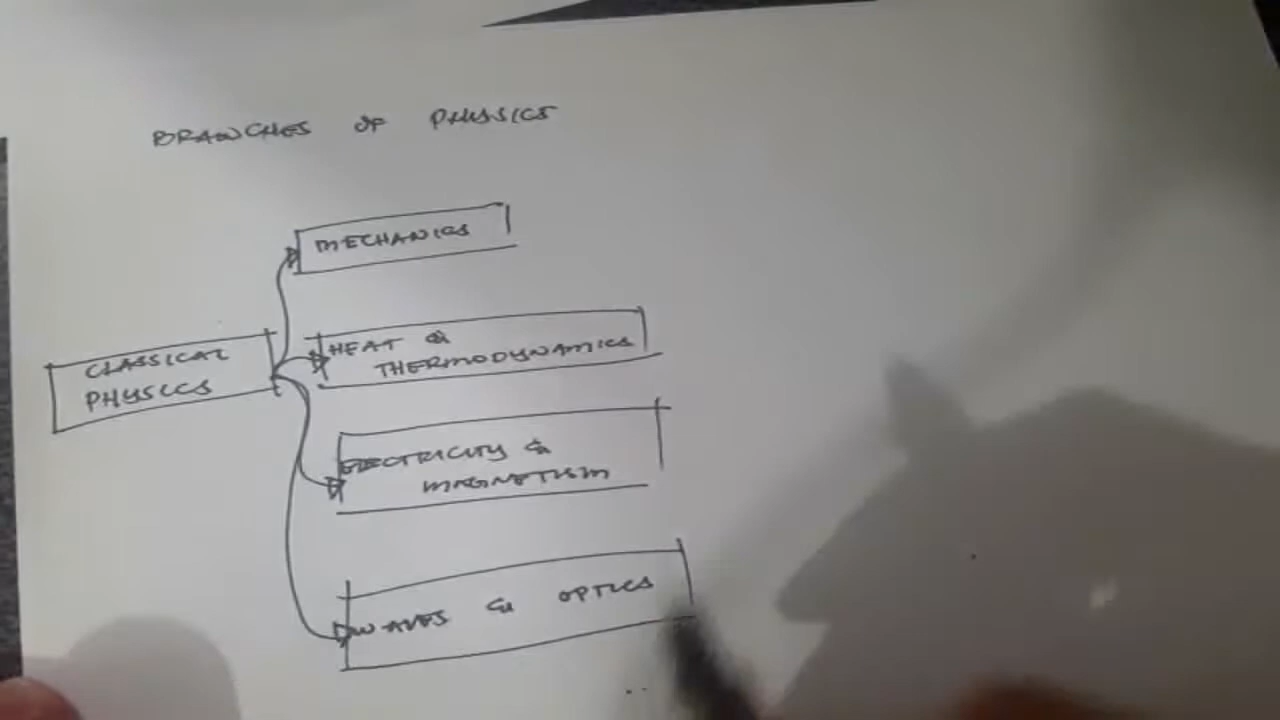 BRANCHES OF PHYSICS
MECHANICS
CLASSICAL
PHYSICS
HEAT &
THERMODYNAMICS
ELECTRICITY &
MAGNETISM
WAVES & OPTICS